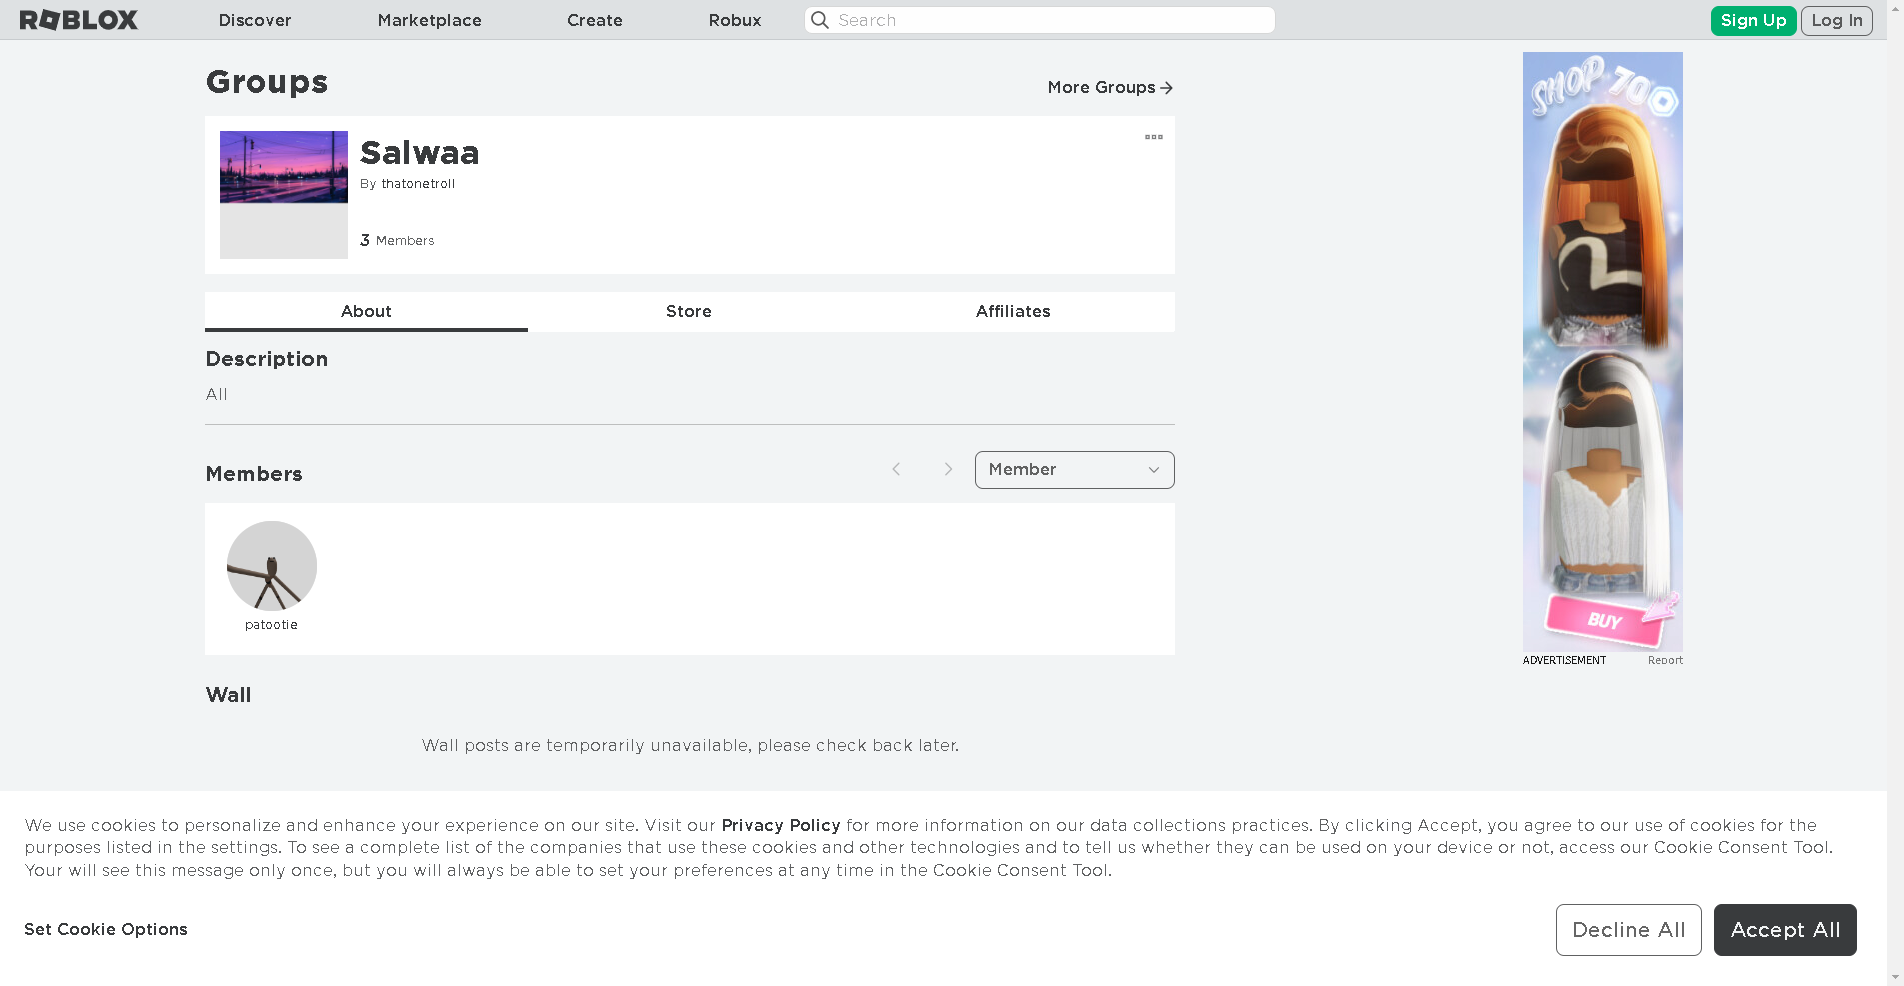 ROBLOX
Discover
Marketplace
Create
Robux
Search
Sign Up
Log In
Groups
More Groups
Salwaa
By thatonetroll
3 Members
About
Store
Affiliates
Description
All
Members
Member
patootie
Wall
Wall posts are temporarily unavailable, please check back later.
SHOP 70
BUY
ADVERTISEMENT
Report
We use cookies to personalize and enhance your experience on our site. Visit our Privacy Policy for more information on our data collections practices. By clicking Accept, you agree to our use of cookies for the
purposes listed in the settings. To see a complete list of the companies that use these cookies and other technologies and to tell us whether they can be used on your device or not, access our Cookie Consent Tool.
Your will see this message only once, but you will always be able to set your preferences at any time in the Cookie Consent Tool.
Set Cookie Options
Decline All
Accept All